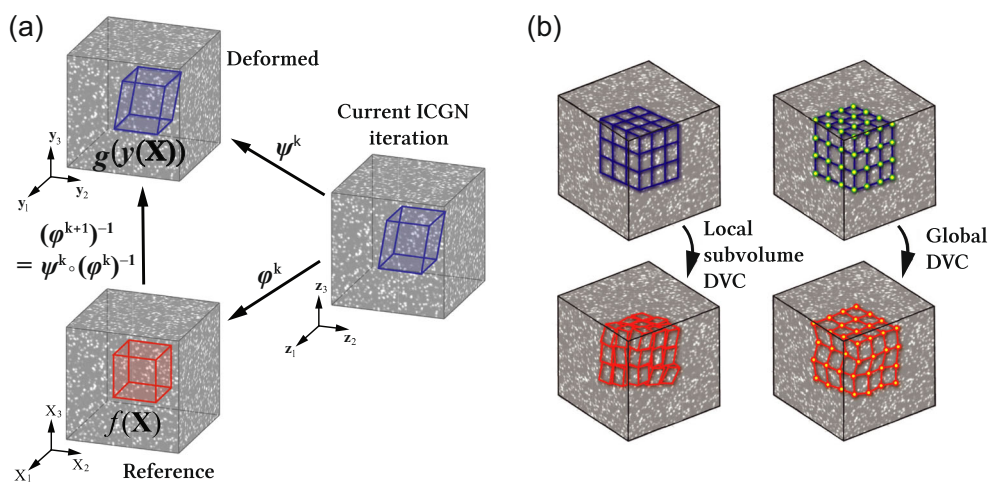 (a)
Deformed
g(y(X))
y₃
y₂
y₁
ψᵏ
Current ICGN
iteration
(φᵏ⁺¹)⁻¹
= ψᵏ∘(φᵏ)⁻¹
φᵏ
z₃
z₂
z₁
f(X)
X₃
X₂
X₁
Reference
(b)
Local
subvolume
DVC
Global
DVC